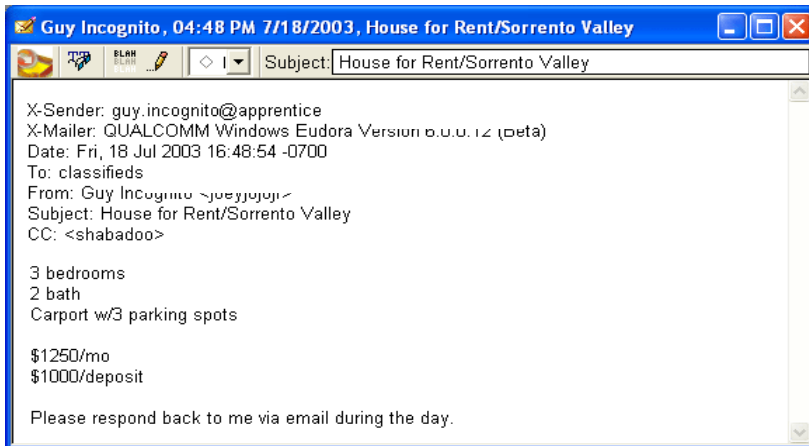 Guy Incognito, 04:48 PM 7/18/2003, House for Rent/Sorrento Valley
BLAH
BLAH
BLAH
Subject: House for Rent/Sorrento Valley
X-Sender: guy.incognito@apprentice
X-Mailer: QUALCOMM Windows Eudora Version 6.0.0.12 (Beta)
Date: Fri, 18 Jul 2003 16:48:54 -0700
To: classifieds
From: Guy Incognito <joeyjojojr>
Subject: House for Rent/Sorrento Valley
CC: <shabadoo>
3 bedrooms
2 bath
Carport w/3 parking spots
$1250/mo
$1000/deposit
Please respond back to me via email during the day.